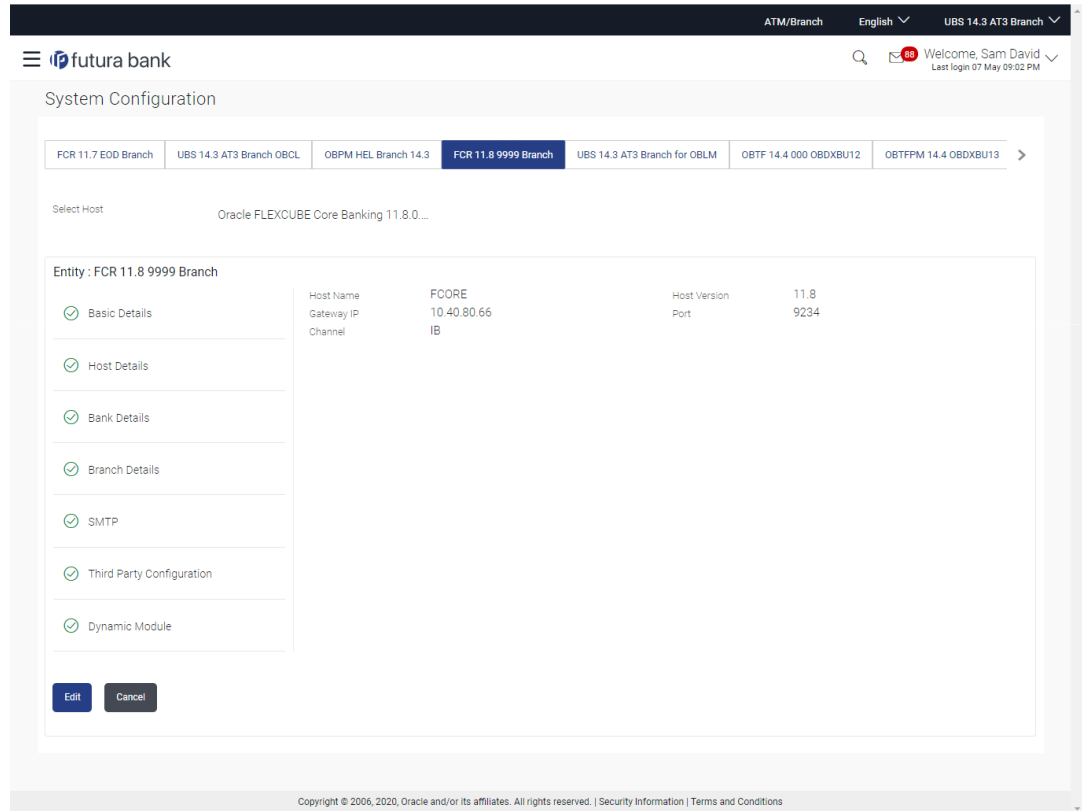 ATM/Branch English UBS 14.3 AT3 Branch
futura bank
88 Welcome, Sam David
Last login 07 May 09:02 PM
System Configuration
FCR 11.7 EOD Branch UBS 14.3 AT3 Branch OBCL OBPM HEL Branch 14.3 FCR 11.8 9999 Branch UBS 14.3 AT3 Branch for OBLM OBTF 14.4 000 OBDXBU12 OBTFPM 14.4 OBDXBU13
Select Host Oracle FLEXCUBE Core Banking 11.8.0....
Entity : FCR 11.8 9999 Branch
Host Name FCORE Host Version 11.8
Gateway IP 10.40.80.66 Port 9234
Channel IB
Basic Details
Host Details
Bank Details
Branch Details
SMTP
Third Party Configuration
Dynamic Module
Edit Cancel
Copyright © 2006, 2020, Oracle and/or its affiliates. All rights reserved. | Security Information | Terms and Conditions